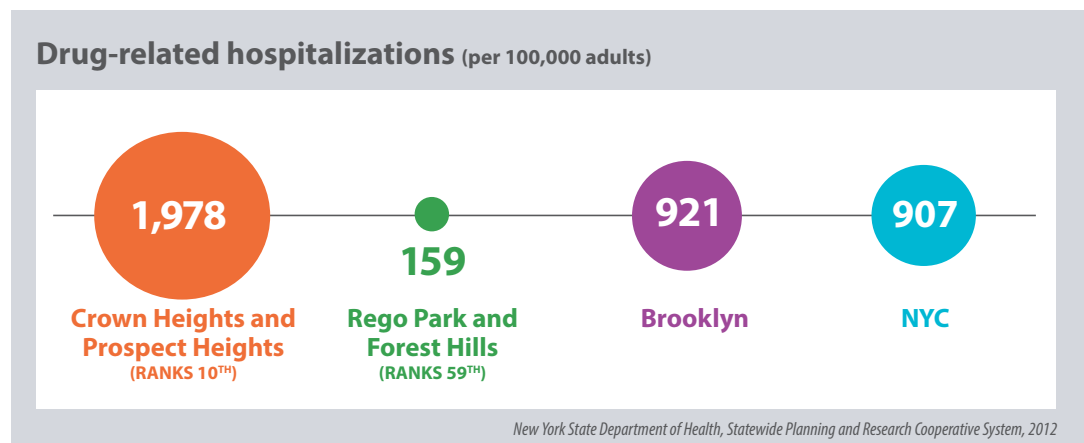 Drug-related hospitalizations (per 100,000 adults)
1,978
Crown Heights and
Prospect Heights
(RANKS 10TH)
159
Rego Park and
Forest Hills
(RANKS 59TH)
921
Brooklyn
907
NYC
New York State Department of Health, Statewide Planning and Research Cooperative System, 2012